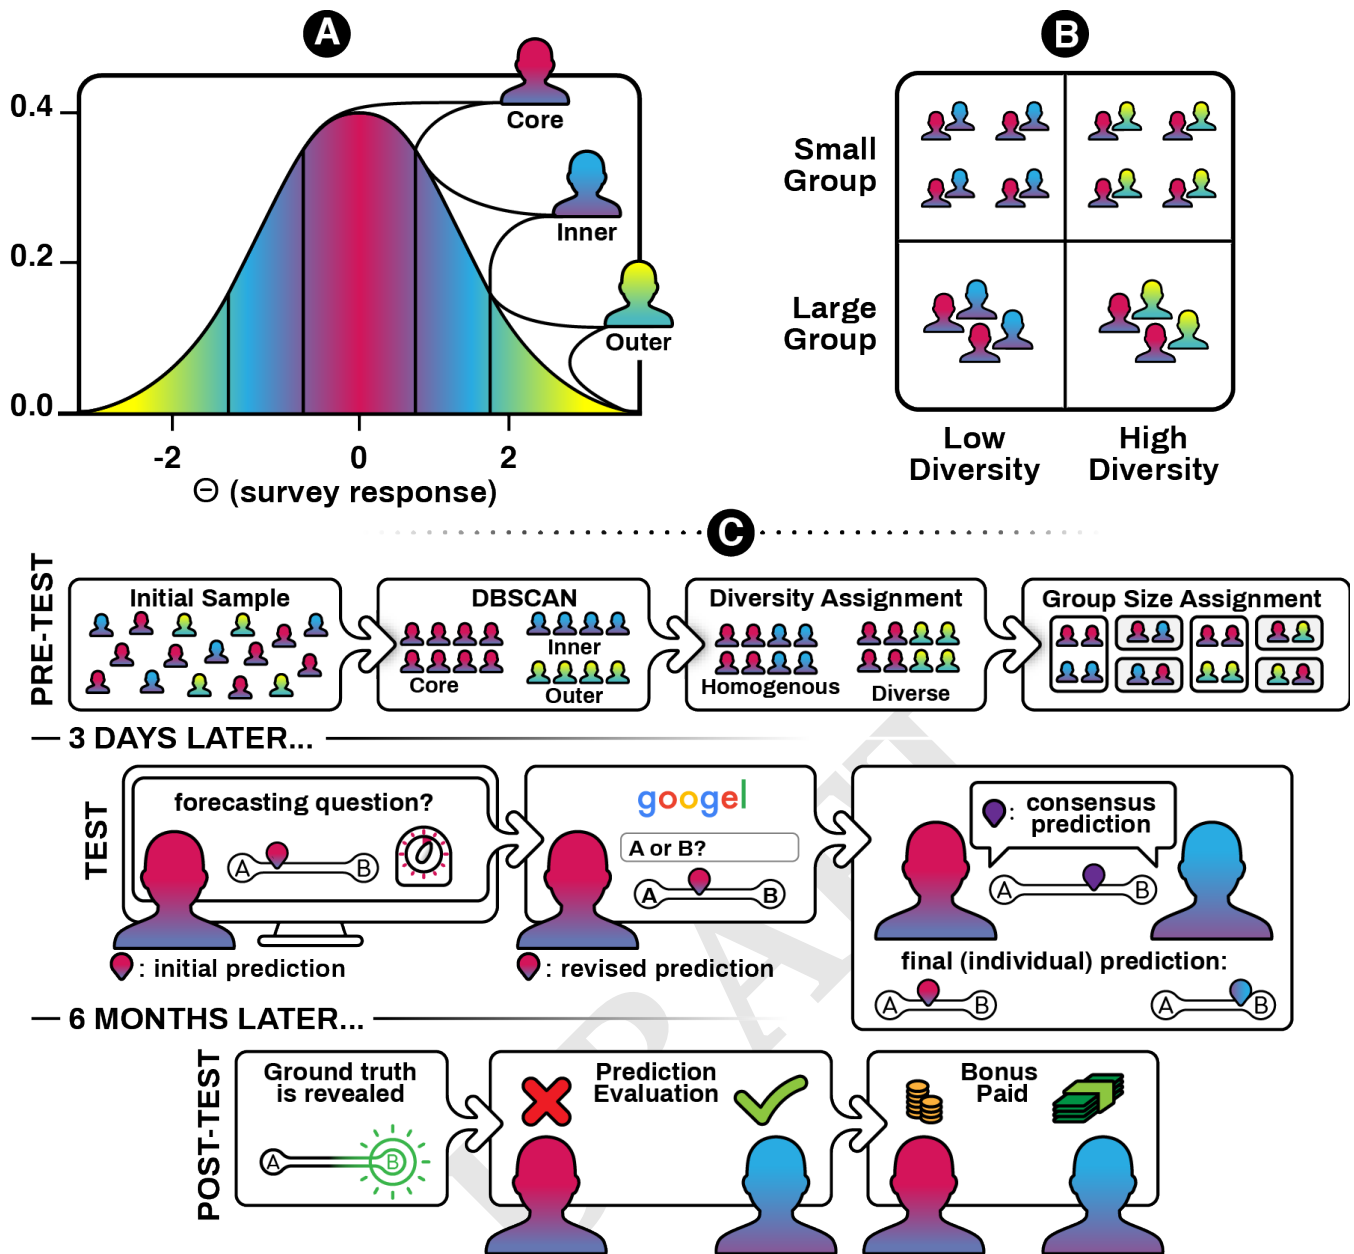 A
0.4
0.2
0.0
-2
0
2
Θ (survey response)
Core
Inner
Outer
B
Small
Group
Large
Group
Low
Diversity
High
Diversity
C
PRE-TEST
Initial Sample
DBSCAN
Core
Inner
Outer
Diversity Assignment
Homogenous
Diverse
Group Size Assignment
3 DAYS LATER...
TEST
forecasting question?
A
B
: initial prediction
googel
A or B?
A
B
: revised prediction
: consensus
prediction
A
B
final (individual) prediction:
A
B
A
B
6 MONTHS LATER...
POST-TEST
Ground truth
is revealed
A
B
Prediction
Evaluation
Bonus
Paid
DRAFT